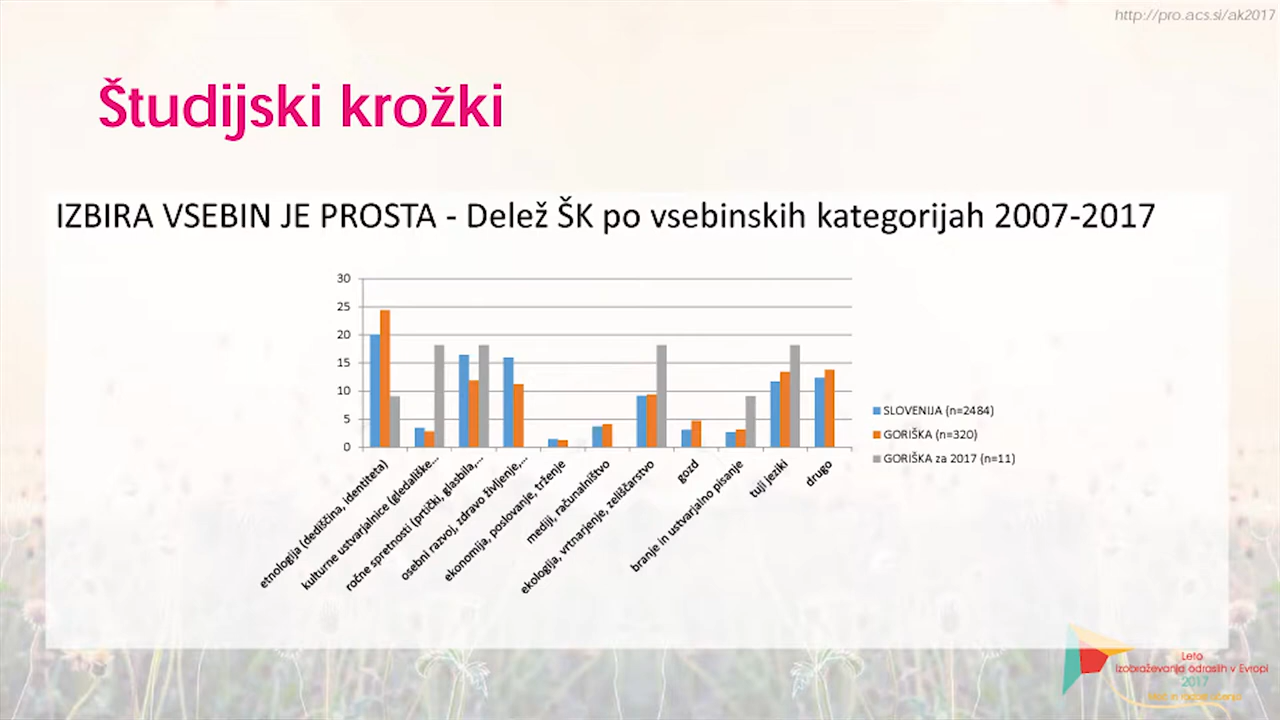 http://pro.acs.si/ak2017
Študijski krožki
IZBIRA VSEBIN JE PROSTA - Delež ŠK po vsebinskih kategorijah 2007-2017
30
25
20
15
10
5
0
SLOVENIJA (n=2484)
GORIŠKA (n=320)
GORIŠKA za 2017 (n=11)
etnologija (dediščina, identiteta)
kulturne ustvarjalnice (gledališke...
ročne spretnosti (prtički, glasbila,...
osebni razvoj, zdravo življenje,...
ekonomija, poslovanje, trženje
mediji, računalništvo
ekologija, vrtnarjenje, zeliščarstvo
gozd
branje in ustvarjalno pisanje
tuji jeziki
drugo
Leto
izobraževanja odraslih v Evropi
2017